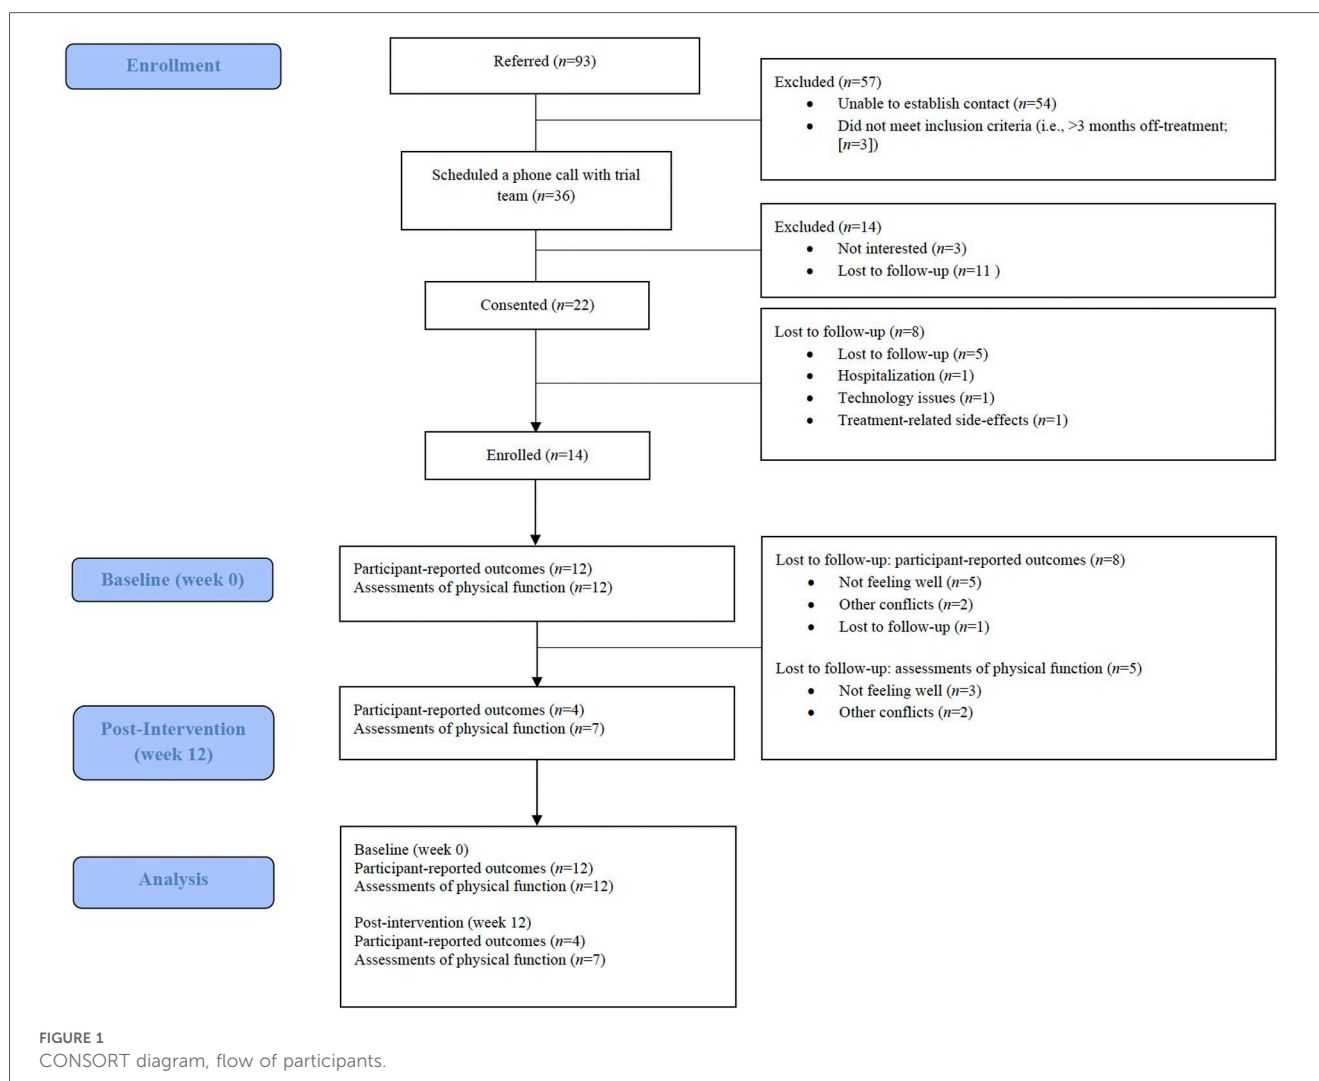 Enrollment
Referred (n=93)
Excluded (n=57)
• Unable to establish contact (n=54)
• Did not meet inclusion criteria (i.e., >3 months off-treatment;
[n=3])
Scheduled a phone call with trial
team (n=36)
Excluded (n=14)
• Not interested (n=3)
• Lost to follow-up (n=11 )
Consented (n=22)
Lost to follow-up (n=8)
• Lost to follow-up (n=5)
• Hospitalization (n=1)
• Technology issues (n=1)
• Treatment-related side-effects (n=1)
Enrolled (n=14)
Baseline (week 0)
Participant-reported outcomes (n=12)
Assessments of physical function (n=12)
Lost to follow-up: participant-reported outcomes (n=8)
• Not feeling well (n=5)
• Other conflicts (n=2)
• Lost to follow-up (n=1)
Lost to follow-up: assessments of physical function (n=5)
• Not feeling well (n=3)
• Other conflicts (n=2)
Post-Intervention
(week 12)
Participant-reported outcomes (n=4)
Assessments of physical function (n=7)
Analysis
Baseline (week 0)
Participant-reported outcomes (n=12)
Assessments of physical function (n=12)
Post-intervention (week 12)
Participant-reported outcomes (n=4)
Assessments of physical function (n=7)
FIGURE 1
CONSORT diagram, flow of participants.